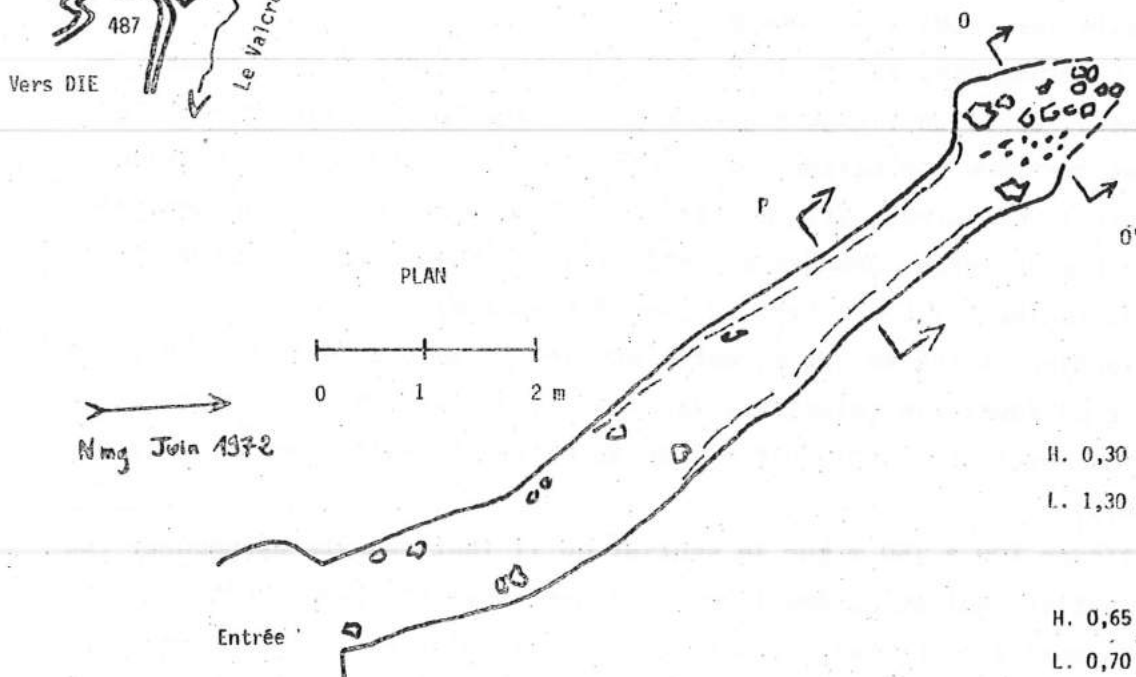 487
Vers DIE
Le Valcr
O
O'
P
PLAN
0 1 2 m
Nmg Juin 1972
H. 0,30
L. 1,30
Entrée
H. 0,65
L. 0,70